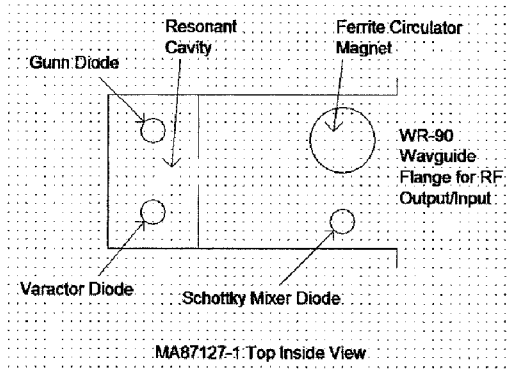 Resonant
Cavity
Ferrite Circulator
Magnet
Gunn Diode
WR-90
Wavguide
Flange for RF
Output/Input
Varactor Diode
Schottky Mixer Diode
MA87127-1 Top Inside View